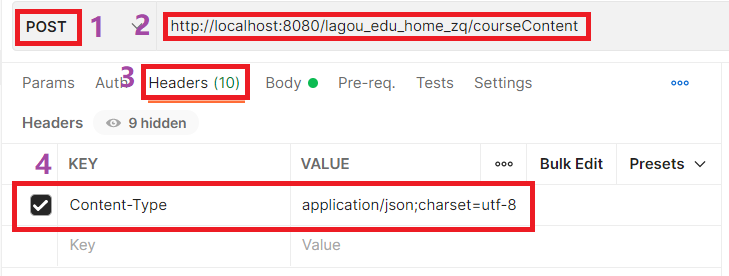 POST 1 2 http://localhost:8080/lagou_edu_home_zq/courseContent
3
Params Auth Headers (10) Body Pre-req. Tests Settings ooo
Headers 9 hidden
4 KEY VALUE ooo Bulk Edit Presets
Content-Type application/json;charset=utf-8
Key Value